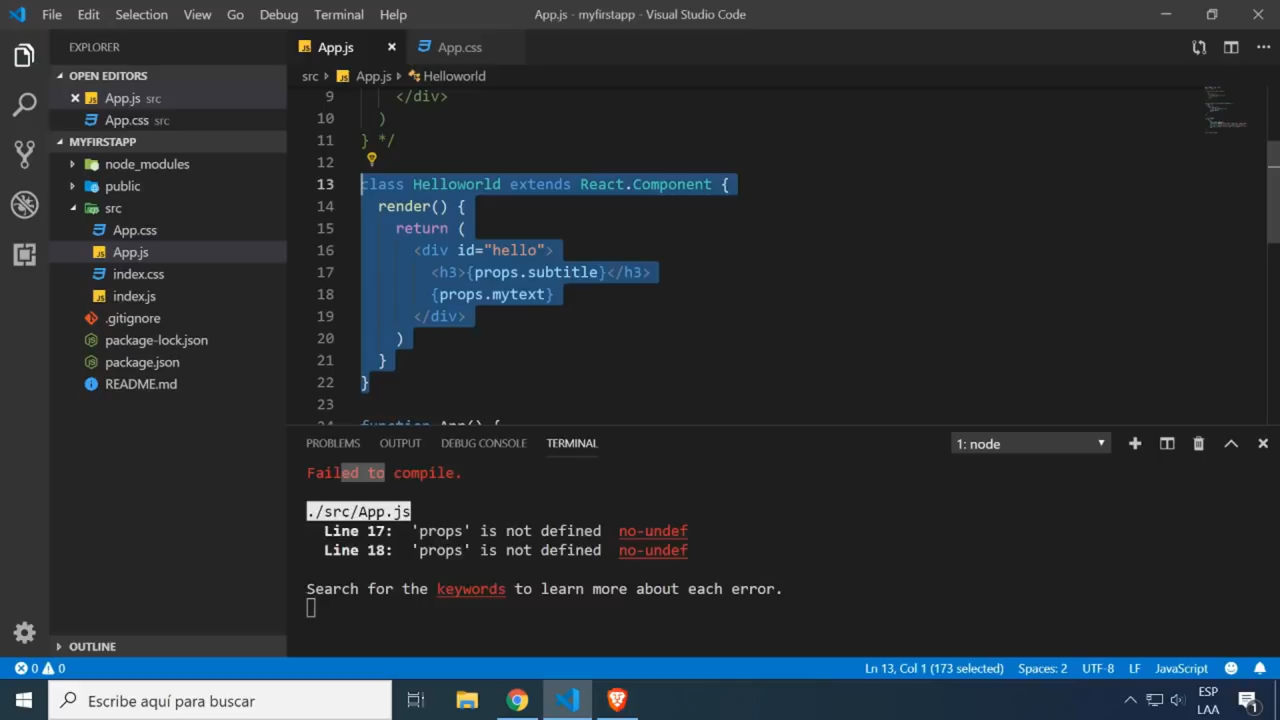 File Edit Selection View Go Debug Terminal Help App.js - myfirstapp - Visual Studio Code
EXPLORER
OPEN EDITORS
App.js src
App.css src
MYFIRSTAPP
node_modules
public
src
App.css
App.js
index.css
index.js
.gitignore
package-lock.json
package.json
README.md
OUTLINE
App.js App.css
src App.js Helloworld
9 </div>
10 )
11 } */
12
13 class Helloworld extends React.Component {
14 render() {
15 return (
16 <div id="hello">
17 <h3>{props.subtitle}</h3>
18 {props.mytext}
19 </div>
20 )
21 }
22 }
23
24 function App() {
PROBLEMS OUTPUT DEBUG CONSOLE TERMINAL 1: node
Failed to compile.
./src/App.js
Line 17: 'props' is not defined no-undef
Line 18: 'props' is not defined no-undef
Search for the keywords to learn more about each error.
0 0 Ln 13, Col 1 (173 selected) Spaces: 2 UTF-8 LF JavaScript
Escribe aquí para buscar
ESP
LAA
1